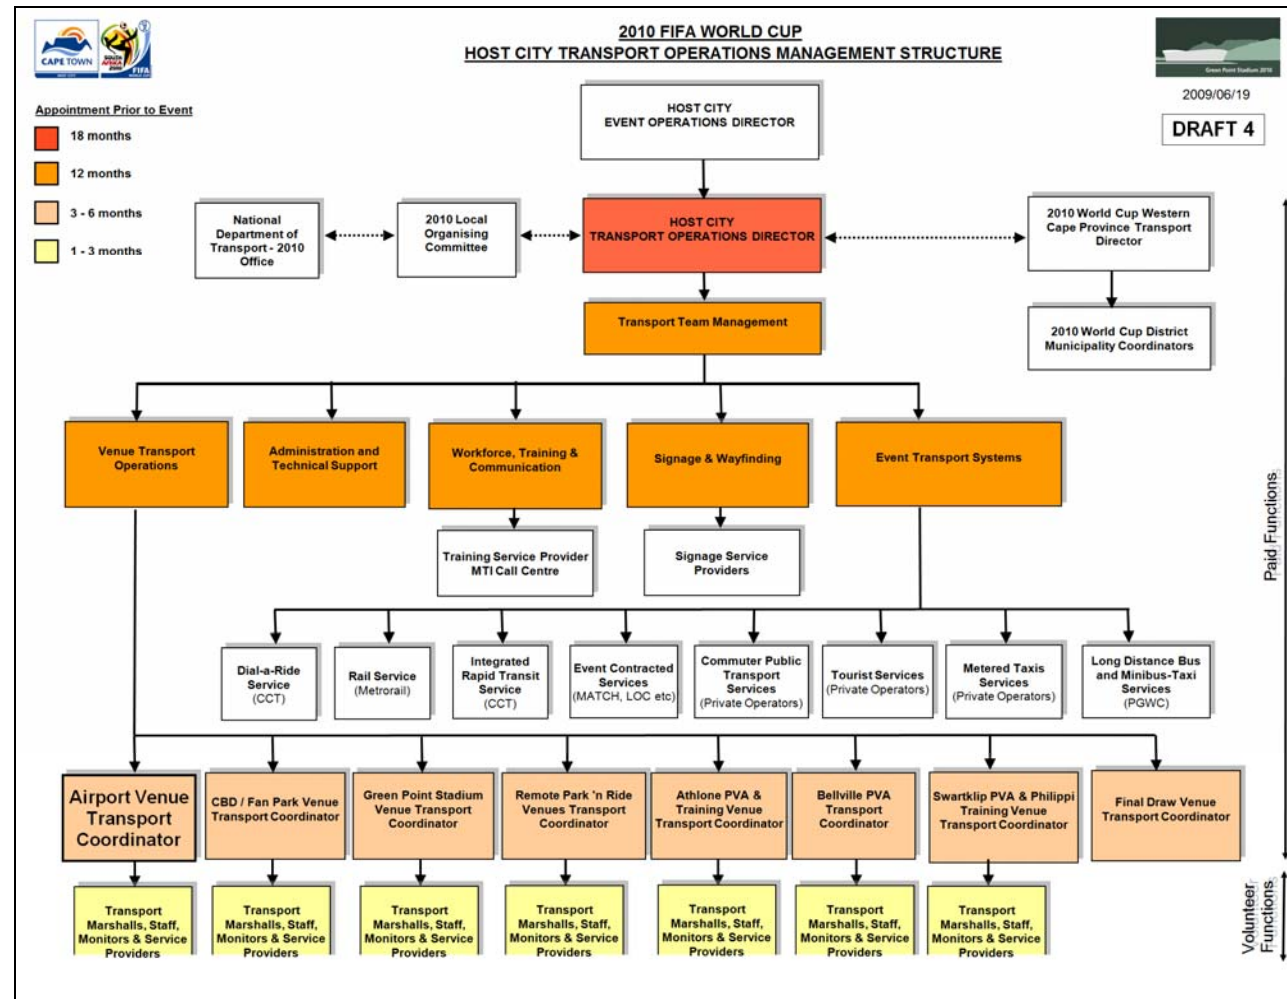 2010 FIFA WORLD CUP
HOST CITY TRANSPORT OPERATIONS MANAGEMENT STRUCTURE
CAPE TOWN
SOUTH
AFRICA
2010
FIFA
Green Point Stadium 2010
2009/06/19
DRAFT 4
Appointment Prior to Event
18 months
12 months
3 - 6 months
1 - 3 months
HOST CITY
EVENT OPERATIONS DIRECTOR
National
Department of
Transport - 2010
Office
2010 Local
Organising
Committee
HOST CITY
TRANSPORT OPERATIONS DIRECTOR
2010 World Cup Western
Cape Province Transport
Director
Transport Team Management
2010 World Cup District
Municipality Coordinators
Venue Transport
Operations
Administration and
Technical Support
Workforce, Training &
Communication
Signage & Wayfinding
Event Transport Systems
Training Service Provider
MTI Call Centre
Signage Service
Providers
Dial-a-Ride
Service
(CCT)
Rail Service
(Metrorail)
Integrated
Rapid Transit
Service
(CCT)
Event Contracted
Services
(MATCH, LOC etc)
Commuter Public
Transport
Services
(Private Operators)
Tourist Services
(Private Operators)
Metered Taxis
Services
(Private Operators)
Long Distance Bus
and Minibus-Taxi
Services
(PGWC)
Airport Venue
Transport
Coordinator
CBD / Fan Park Venue
Transport Coordinator
Green Point Stadium
Venue Transport
Coordinator
Remote Park 'n Ride
Venues Transport
Coordinator
Athlone PVA &
Training Venue
Transport Coordinator
Bellville PVA
Transport
Coordinator
Swartklip PVA & Philippi
Training Venue
Transport Coordinator
Final Draw Venue
Transport Coordinator
Transport
Marshalls, Staff,
Monitors & Service
Providers
Transport
Marshalls, Staff,
Monitors & Service
Providers
Transport
Marshalls, Staff,
Monitors & Service
Providers
Transport
Marshalls, Staff,
Monitors & Service
Providers
Transport
Marshalls, Staff,
Monitors & Service
Providers
Transport
Marshalls, Staff,
Monitors & Service
Providers
Transport
Marshalls, Staff,
Monitors & Service
Providers
Paid Functions
Volunteer
Functions